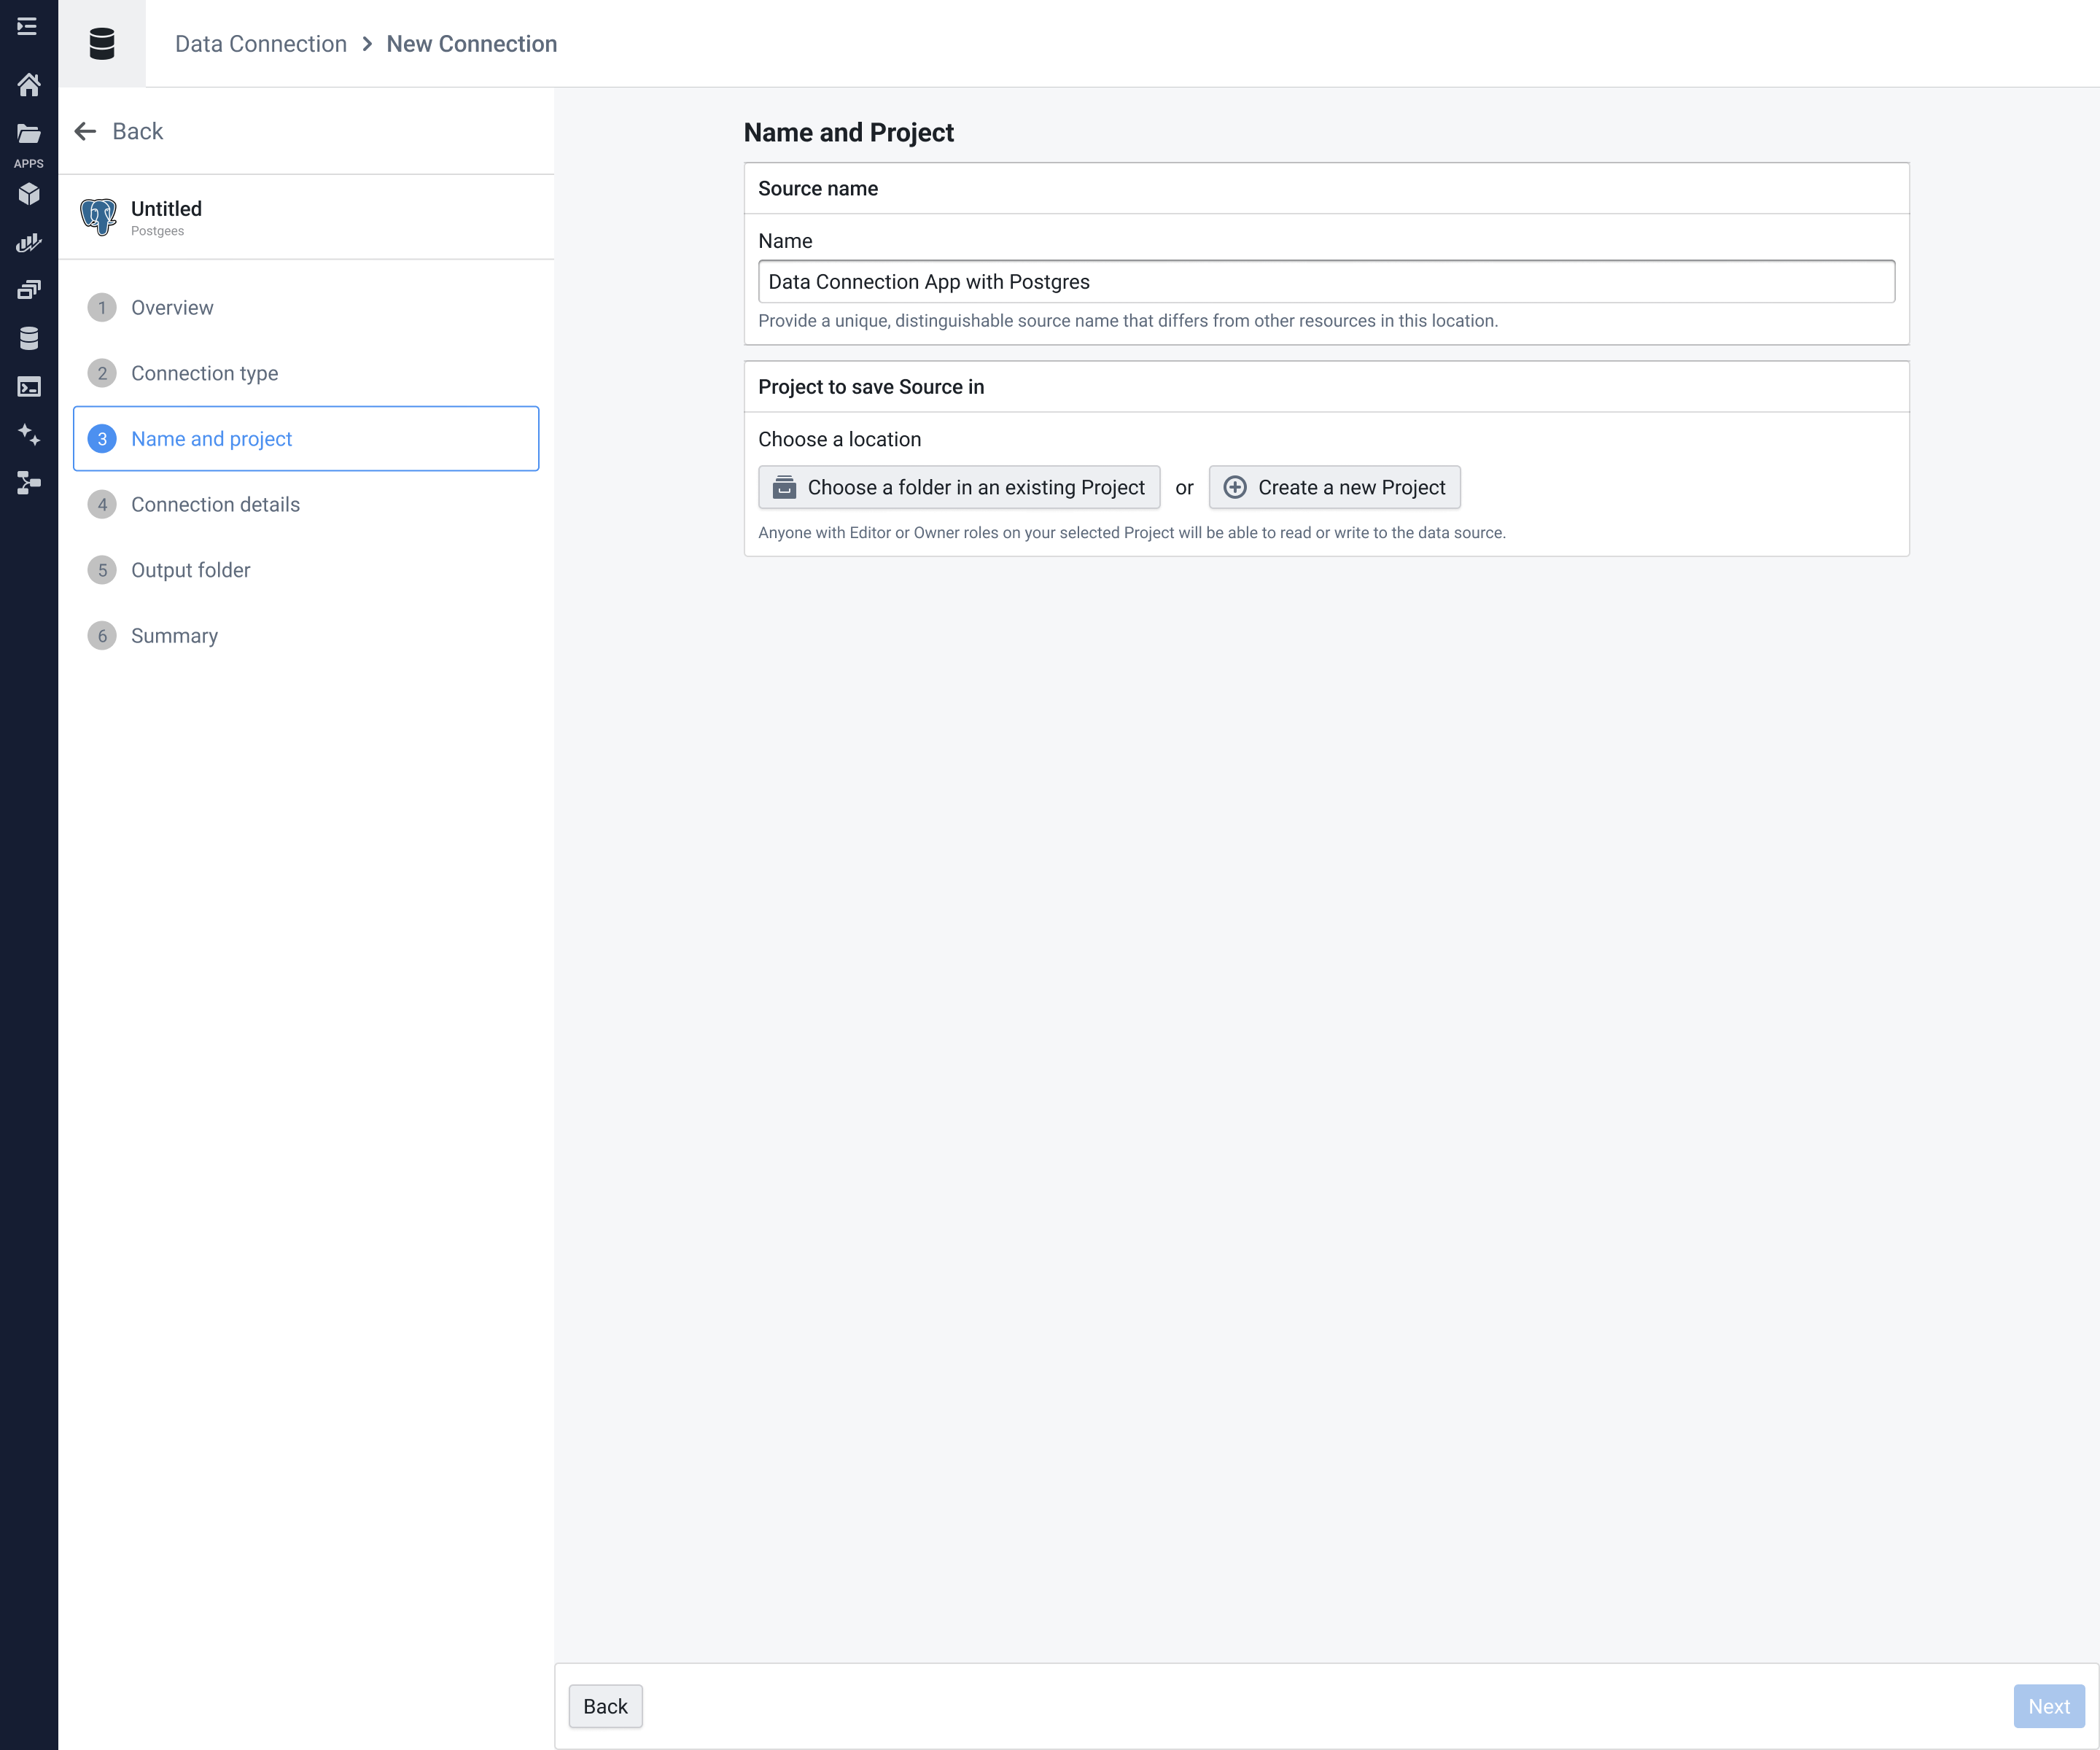 Data Connection > New Connection
APPS
Back
Untitled
Postgees
1 Overview
2 Connection type
3 Name and project
4 Connection details
5 Output folder
6 Summary
Name and Project
Source name
Name
Data Connection App with Postgres
Provide a unique, distinguishable source name that differs from other resources in this location.
Project to save Source in
Choose a location
Choose a folder in an existing Project or Create a new Project
Anyone with Editor or Owner roles on your selected Project will be able to read or write to the data source.
Back Next